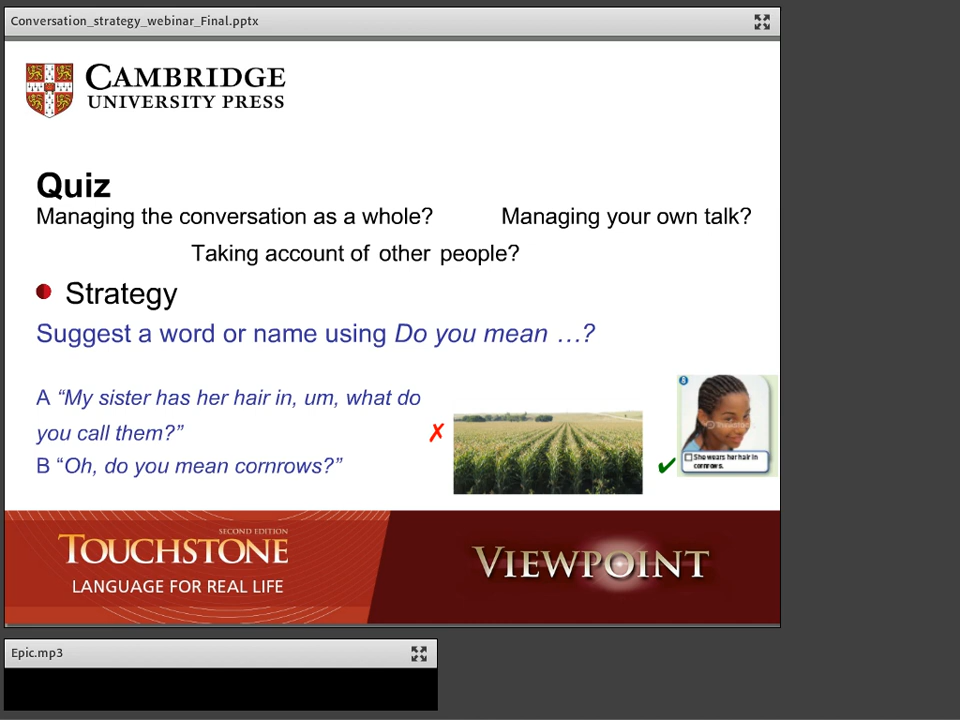 Conversation_strategy_webinar_Final.pptx
CAMBRIDGE
UNIVERSITY PRESS
Quiz
Managing the conversation as a whole? Managing your own talk?
Taking account of other people?
Strategy
Suggest a word or name using Do you mean …?
A “My sister has her hair in, um, what do
you call them?”
B “Oh, do you mean cornrows?”
✗
✔
8
She wears her hair in
cornrows.
SECOND EDITION
TOUCHSTONE
LANGUAGE FOR REAL LIFE
VIEWPOINT
Epic.mp3